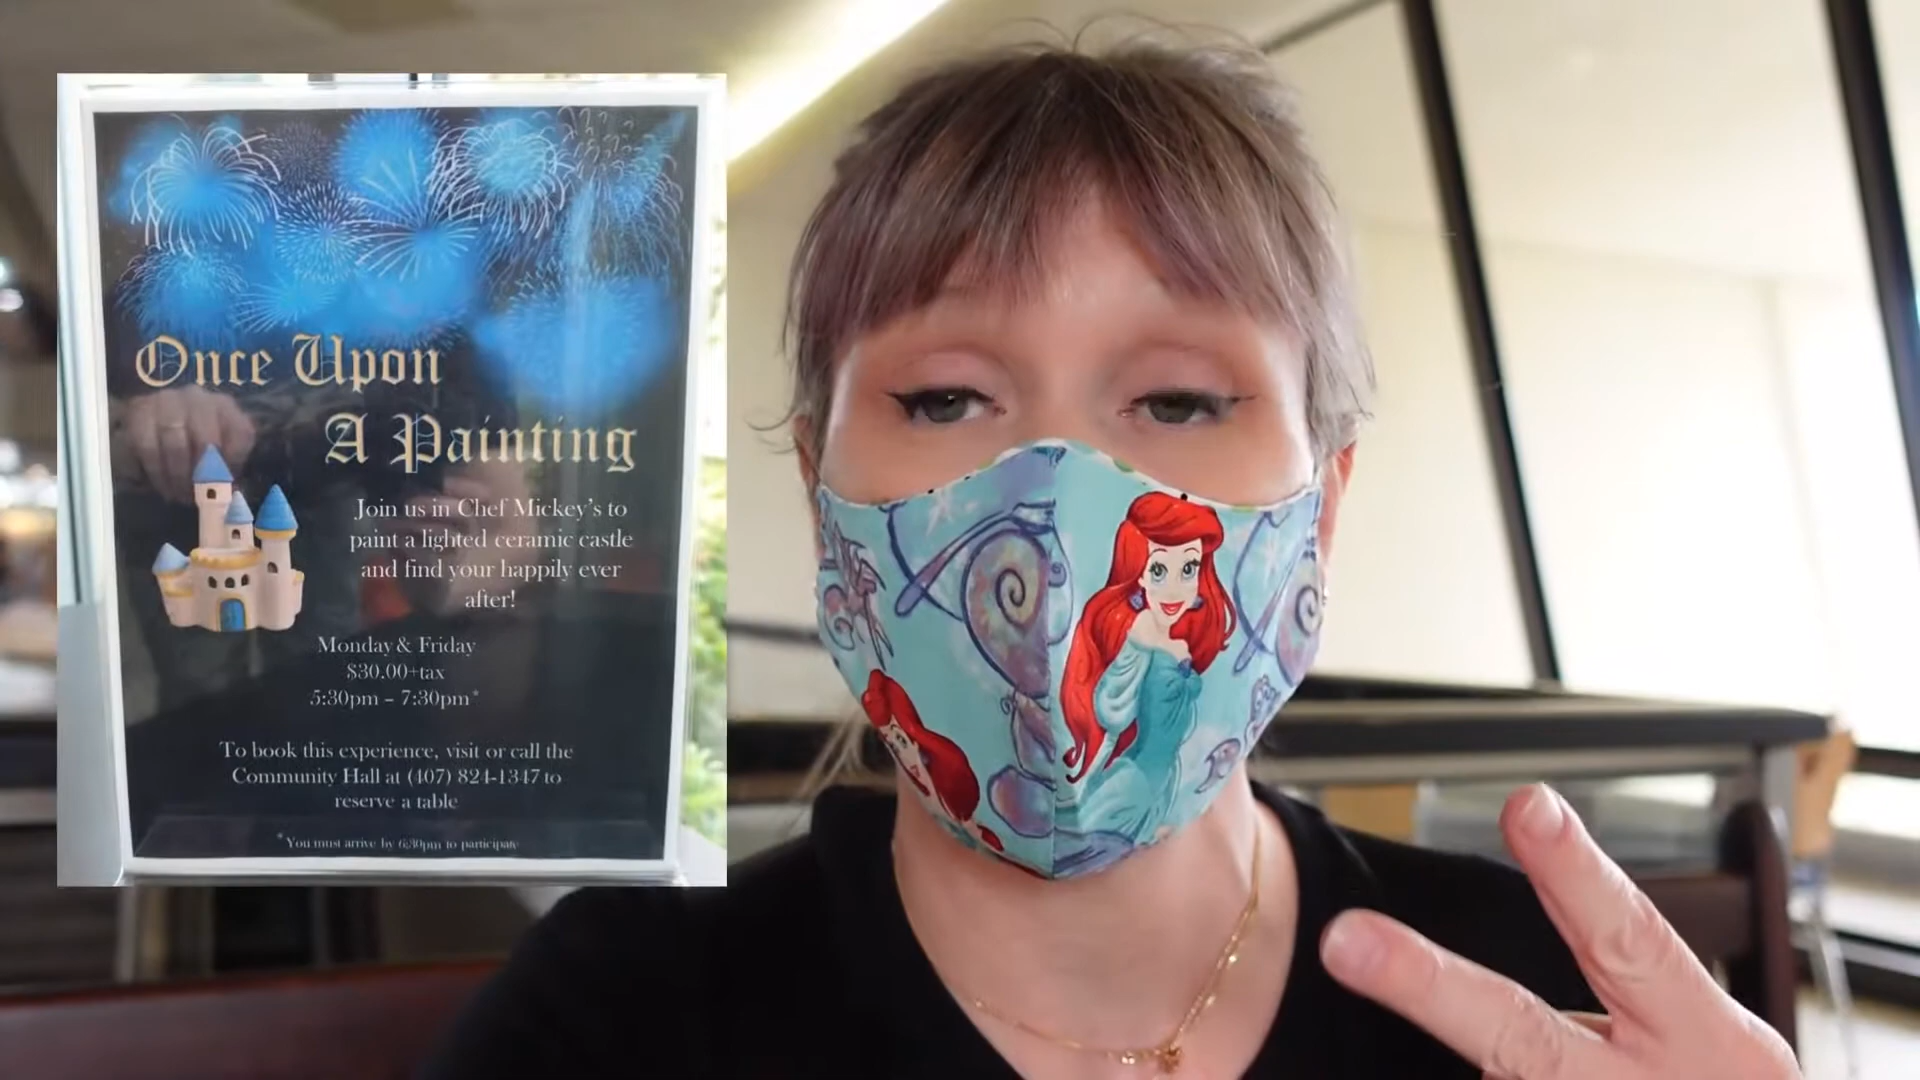 Once Upon
A Painting
Join us in Chef Mickey's to
paint a lighted ceramic castle
and find your happily ever
after!
Monday & Friday
$30.00+tax
5:30pm – 7:30pm*
To book this experience, visit or call the
Community Hall at (407) 824-1347 to
reserve a table
*You must arrive by 6:30pm to participate